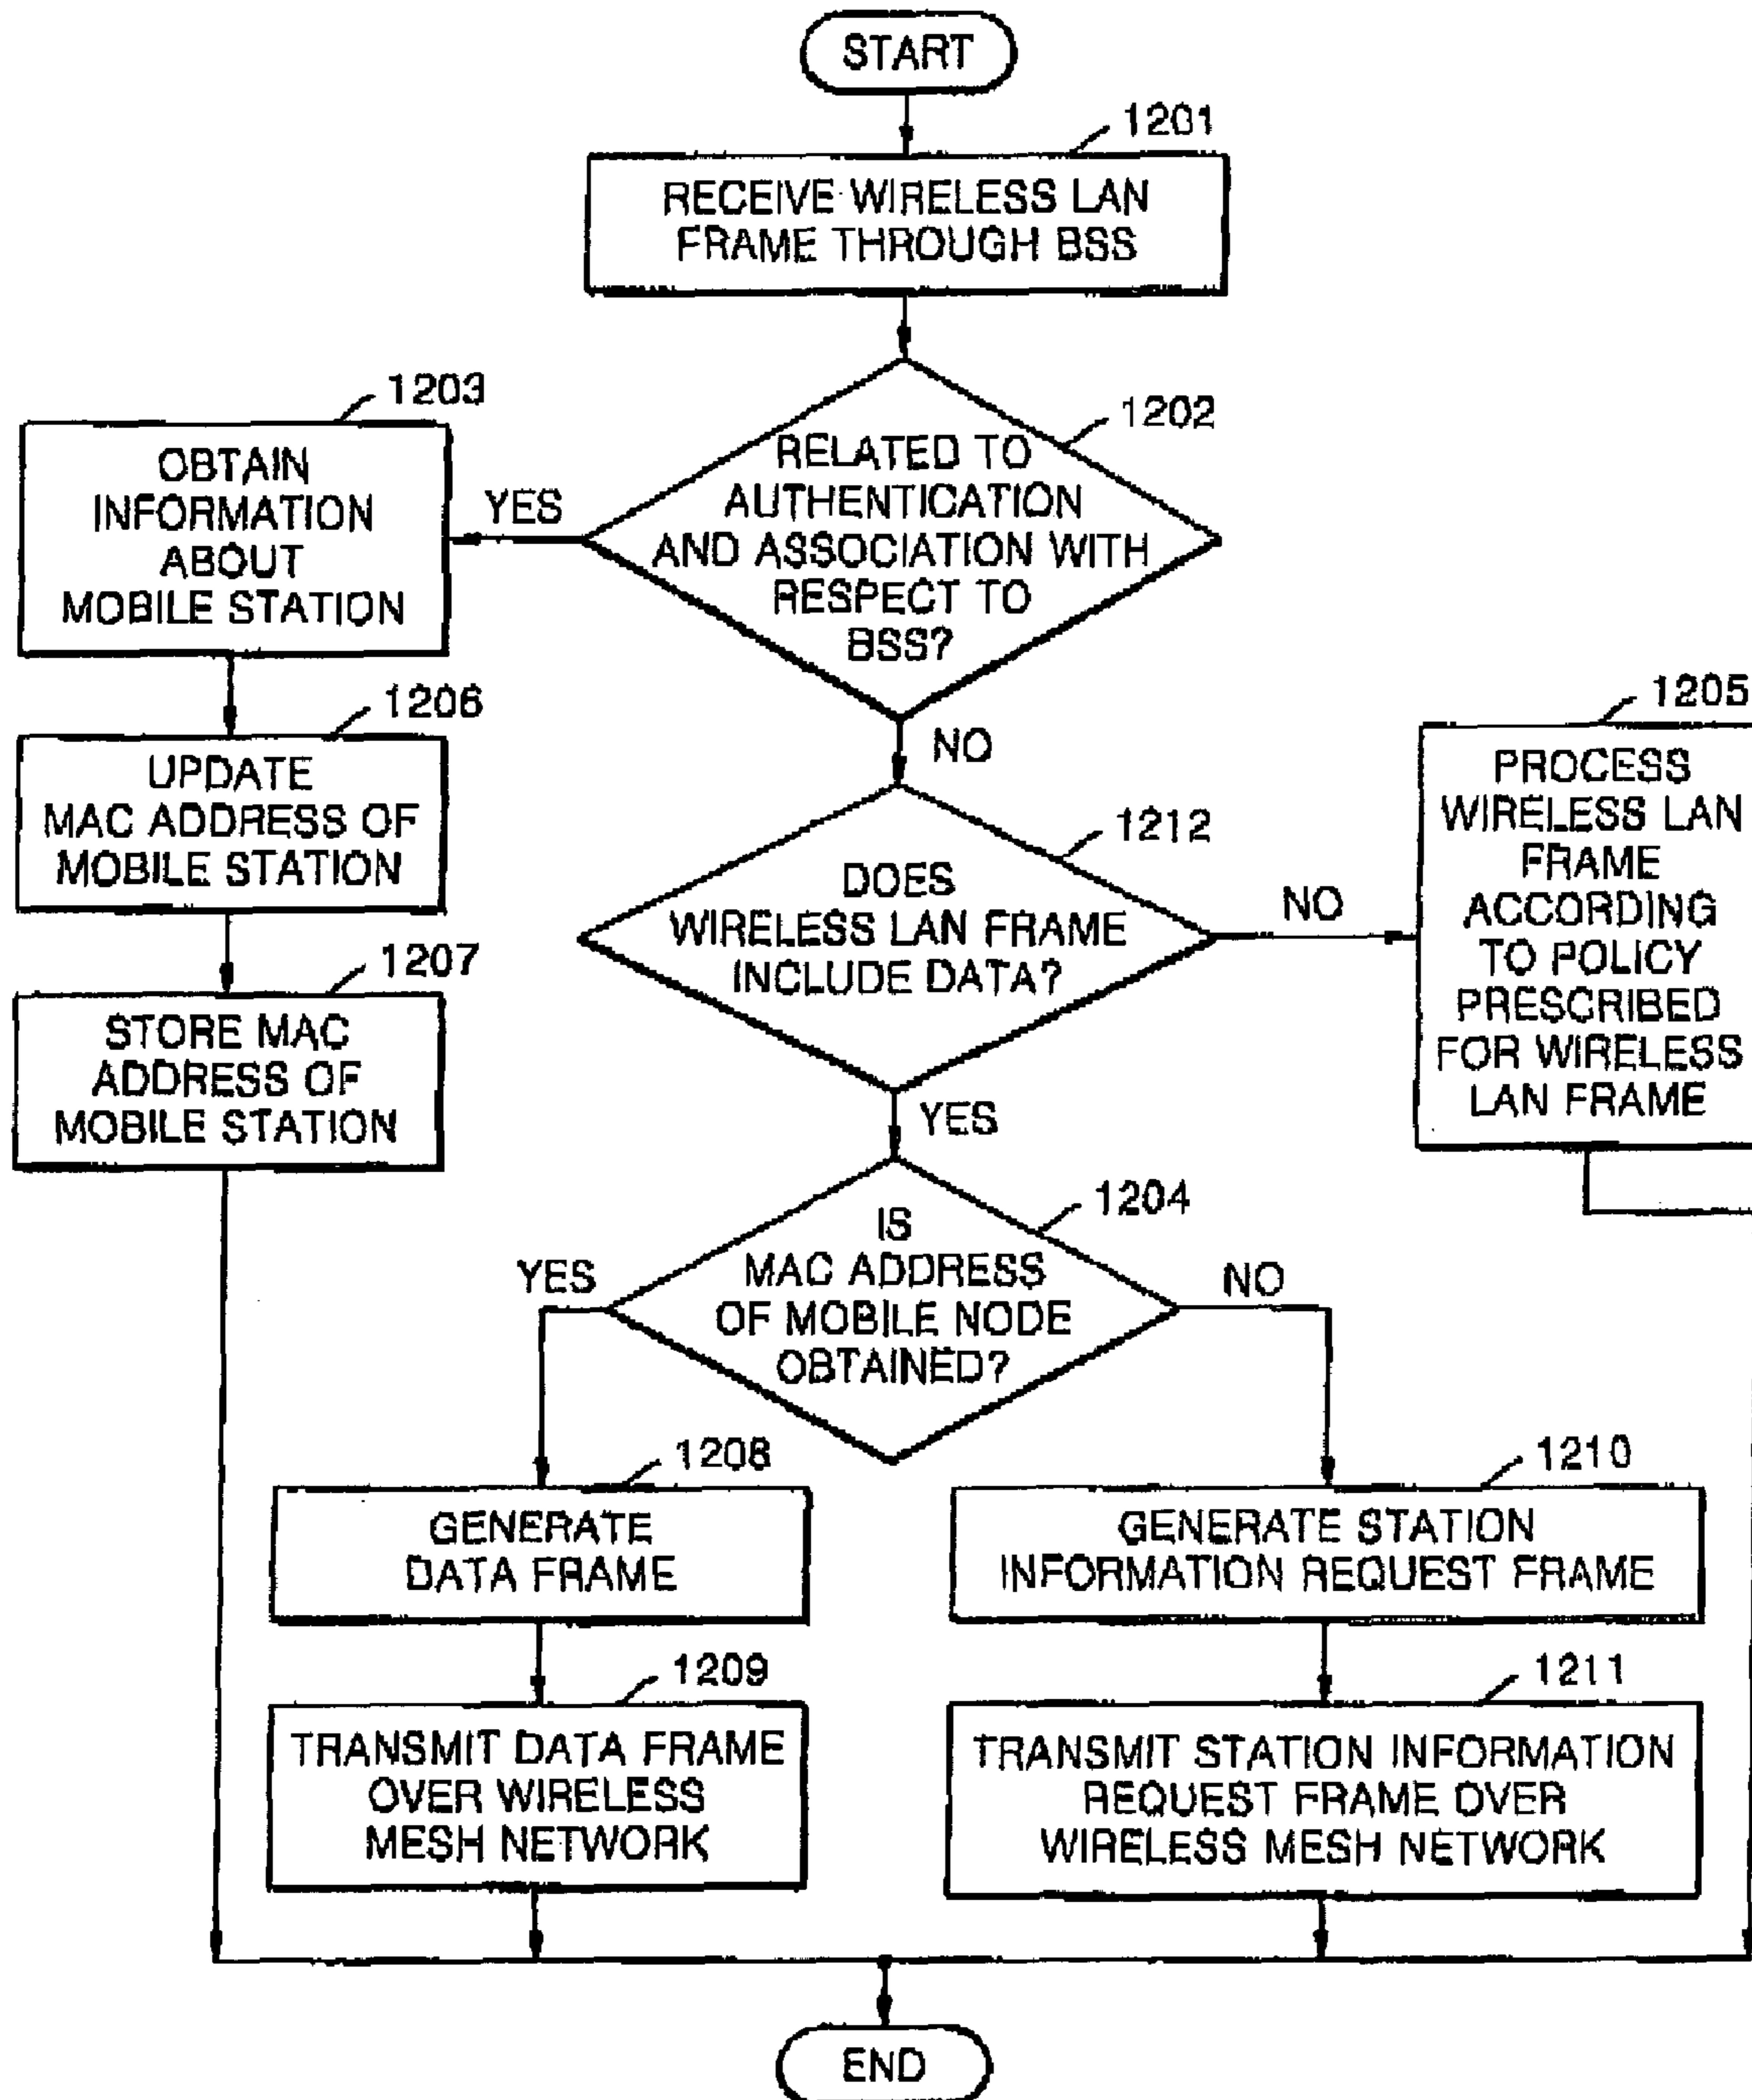 START
1201
RECEIVE WIRELESS LAN
FRAME THROUGH BSS
1202
RELATED TO
AUTHENTICATION
AND ASSOCIATION WITH
RESPECT TO
BSS?
YES
1203
OBTAIN
INFORMATION
ABOUT
MOBILE STATION
1206
UPDATE
MAC ADDRESS OF
MOBILE STATION
1207
STORE MAC
ADDRESS OF
MOBILE STATION
NO
1212
DOES
WIRELESS LAN FRAME
INCLUDE DATA?
NO
1205
PROCESS
WIRELESS LAN
FRAME
ACCORDING
TO POLICY
PRESCRIBED
FOR WIRELESS
LAN FRAME
YES
1204
IS
MAC ADDRESS
OF MOBILE NODE
OBTAINED?
YES
NO
1208
GENERATE
DATA FRAME
1209
TRANSMIT DATA FRAME
OVER WIRELESS
MESH NETWORK
1210
GENERATE STATION
INFORMATION REQUEST FRAME
1211
TRANSMIT STATION INFORMATION
REQUEST FRAME OVER
WIRELESS MESH NETWORK
END